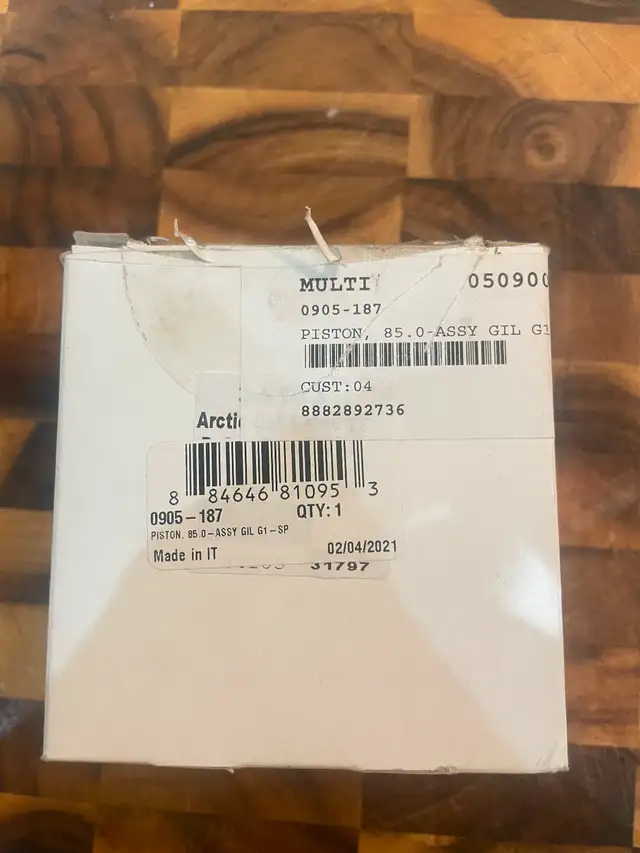 MULTI 05090
0905-187
PISTON, 85.0-ASSY GIL G1
CUST:04
8882892736
Arctic
8 84646 81095 3
0905-187 QTY: 1
PISTON, 85.0-ASSY GIL G1-SP
Made in IT 02/04/2021
31797